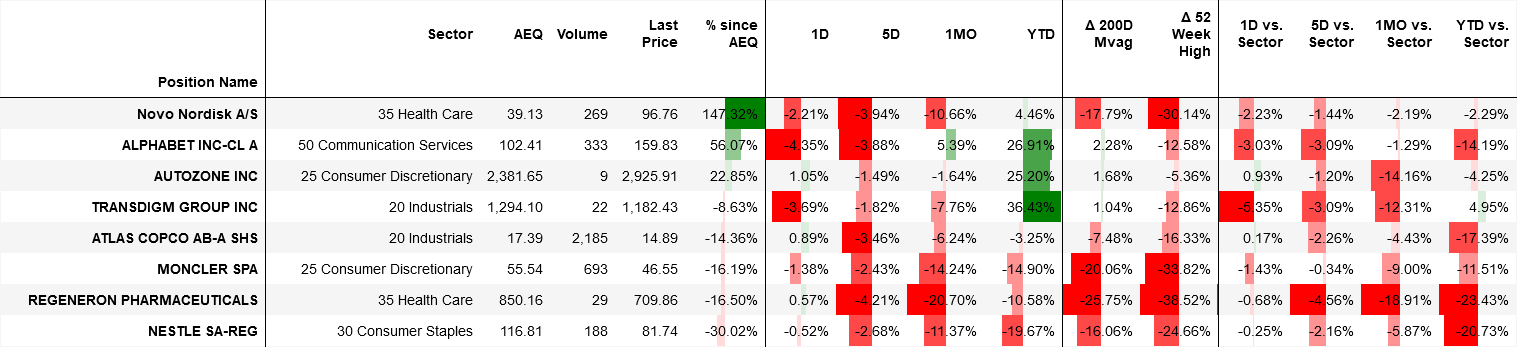 Position Name Sector AEQ Volume Last Price % since AEQ 1D 5D 1MO YTD Δ 200D Mvag Δ 52 Week High 1D vs. Sector 5D vs. Sector 1MO vs. Sector YTD vs. Sector
Novo Nordisk A/S 35 Health Care 39.13 269 96.76 147.32% -2.21% -3.94% -10.66% 4.46% -17.79% -30.14% -2.23% -1.44% -2.19% -2.29%
ALPHABET INC-CL A 50 Communication Services 102.41 333 159.83 56.07% -4.35% -3.88% 5.39% 26.91% 2.28% -12.58% -3.03% -3.09% -1.29% -14.19%
AUTOZONE INC 25 Consumer Discretionary 2,381.65 9 2,925.91 22.85% 1.05% -1.49% -1.64% 25.20% 1.68% -5.36% 0.93% -1.20% -14.16% -4.25%
TRANSDIGM GROUP INC 20 Industrials 1,294.10 22 1,182.43 -8.63% -3.69% -1.82% -7.76% 36.43% 1.04% -12.86% -5.35% -3.09% -12.31% 4.95%
ATLAS COPCO AB-A SHS 20 Industrials 17.39 2,185 14.89 -14.36% 0.89% -3.46% -6.24% -3.25% -7.48% -16.33% 0.17% -2.26% -4.43% -17.39%
MONCLER SPA 25 Consumer Discretionary 55.54 693 46.55 -16.19% -1.38% -2.43% -14.24% -14.90% -20.06% -33.82% -1.43% -0.34% -9.00% -11.51%
REGENERON PHARMACEUTICALS 35 Health Care 850.16 29 709.86 -16.50% 0.57% -4.21% -20.70% -10.58% -25.75% -38.52% -0.68% -4.56% -18.91% -23.43%
NESTLE SA-REG 30 Consumer Staples 116.81 188 81.74 -30.02% -0.52% -2.68% -11.37% -19.67% -16.06% -24.66% -0.25% -2.16% -5.87% -20.73%